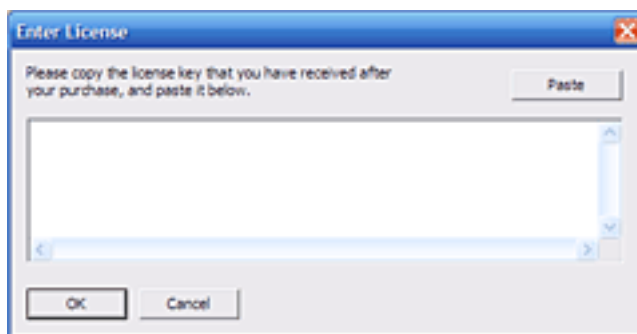 Enter License
Please copy the license key that you have received after
your purchase, and paste it below.
Paste
OK
Cancel